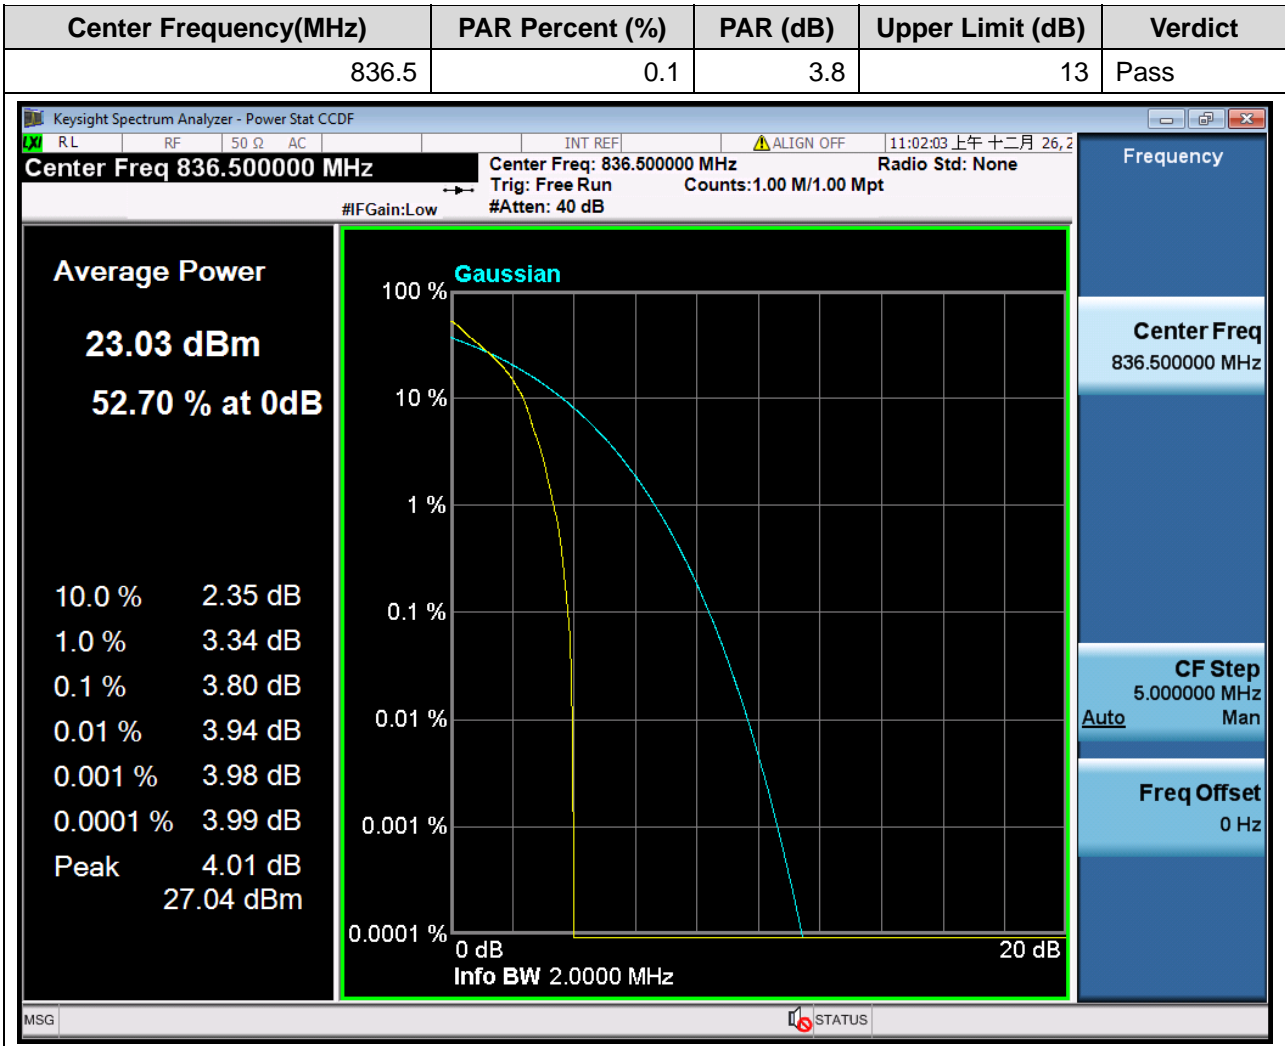 Center Frequency(MHz) PAR Percent (%) PAR (dB) Upper Limit (dB) Verdict
836.5 0.1 3.8 13 Pass
Keysight Spectrum Analyzer - Power Stat CCDF
LXI RL RF 50 Ω AC INT REF ALIGN OFF 11:02:03 上午 十二月 26, 2
Center Freq 836.500000 MHz
Center Freq: 836.500000 MHz Radio Std: None
Trig: Free Run Counts:1.00 M/1.00 Mpt
#IFGain:Low #Atten: 40 dB
Average Power
23.03 dBm
52.70 % at 0dB
10.0 % 2.35 dB
1.0 % 3.34 dB
0.1 % 3.80 dB
0.01 % 3.94 dB
0.001 % 3.98 dB
0.0001 % 3.99 dB
Peak 4.01 dB
27.04 dBm
Gaussian
100 %
10 %
1 %
0.1 %
0.01 %
0.001 %
0.0001 %
0 dB 20 dB
Info BW 2.0000 MHz
Frequency
Center Freq
836.500000 MHz
CF Step
5.000000 MHz
Auto Man
Freq Offset
0 Hz
MSG STATUS